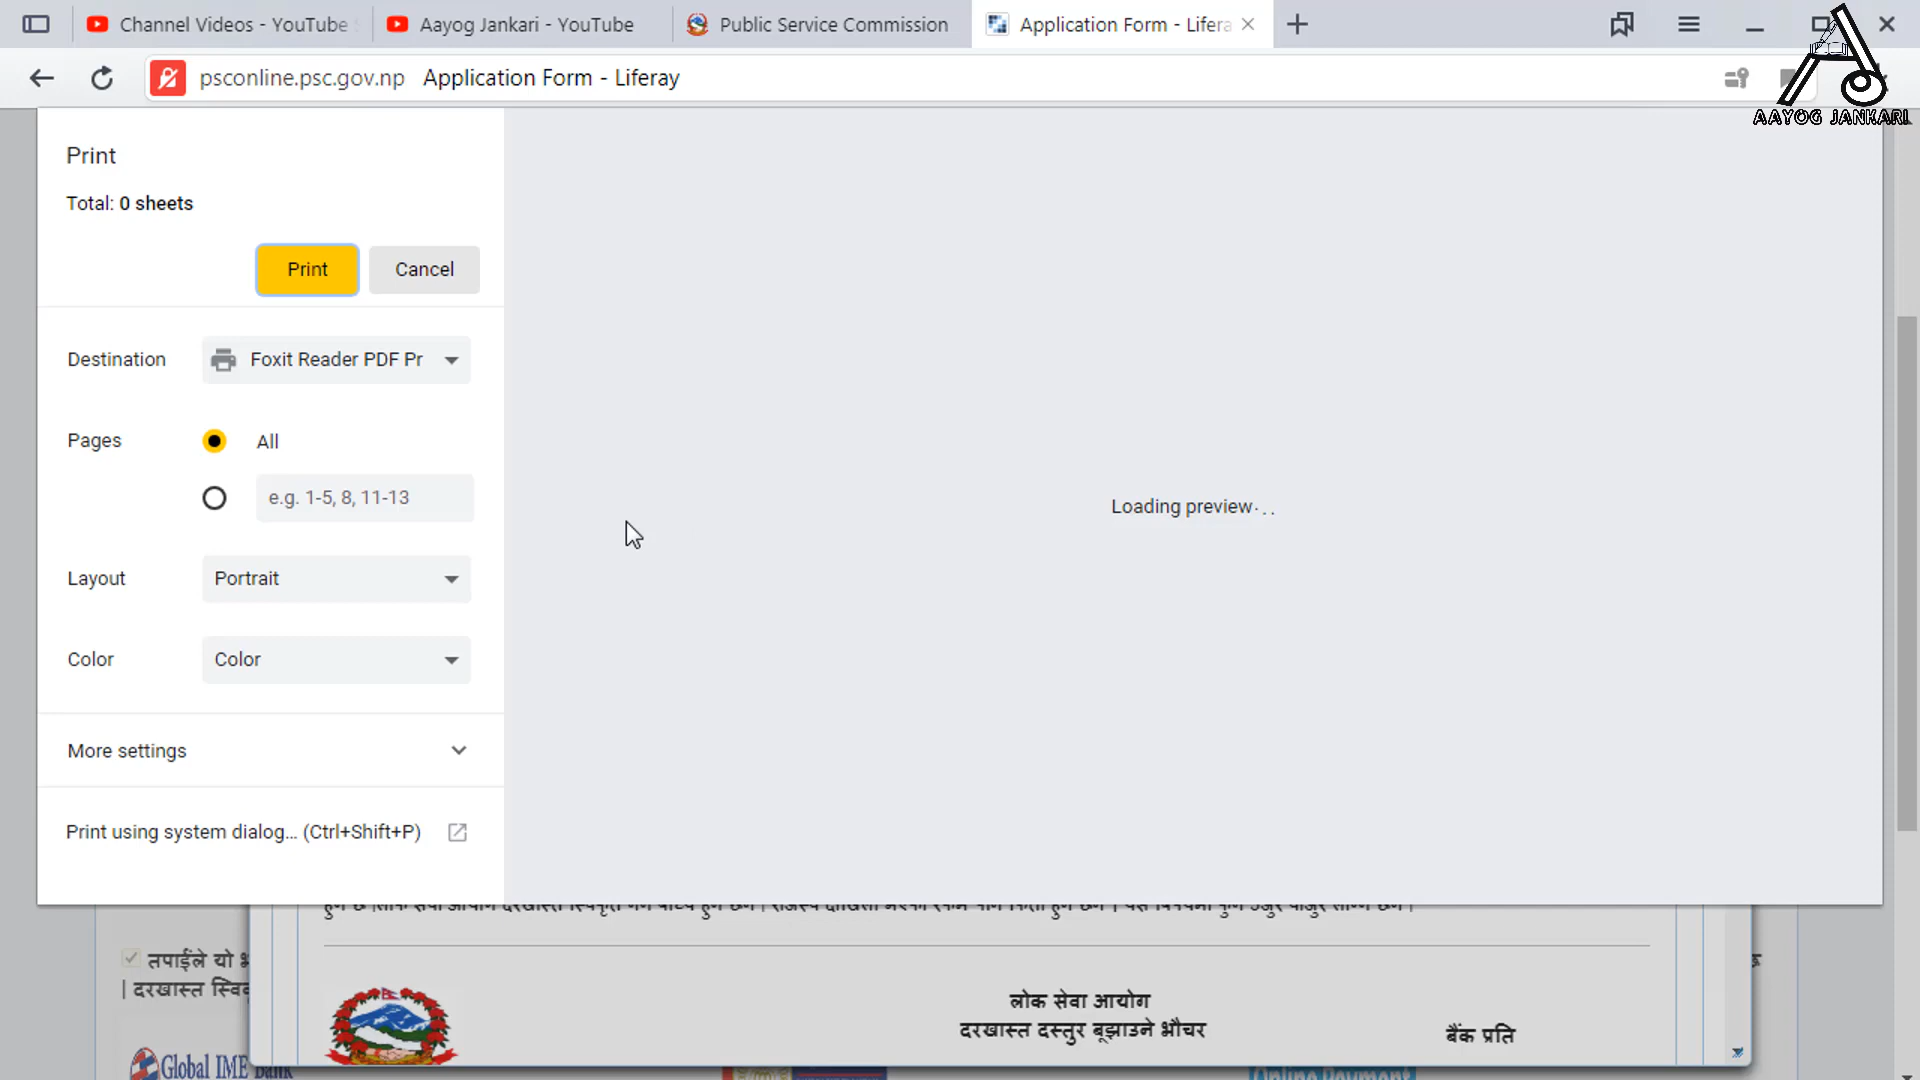 Channel Videos - YouTube
Aayog Jankari - YouTube
Public Service Commission
Application Form - Lifera
psconline.psc.gov.np Application Form - Liferay
AAYOG JANKARI
Print
Total: 0 sheets
Print
Cancel
Destination
Foxit Reader PDF Pr
Pages
All
e.g. 1-5, 8, 11-13
Layout
Portrait
Color
Color
More settings
Print using system dialog... (Ctrl+Shift+P)
Loading preview...
तपाईंले यो
| दरखास्त
लोक सेवा आयोग
दरखास्त दस्तुर बूझाउने भौचर
बैंक प्रति
Global IME Bank
Online Payment